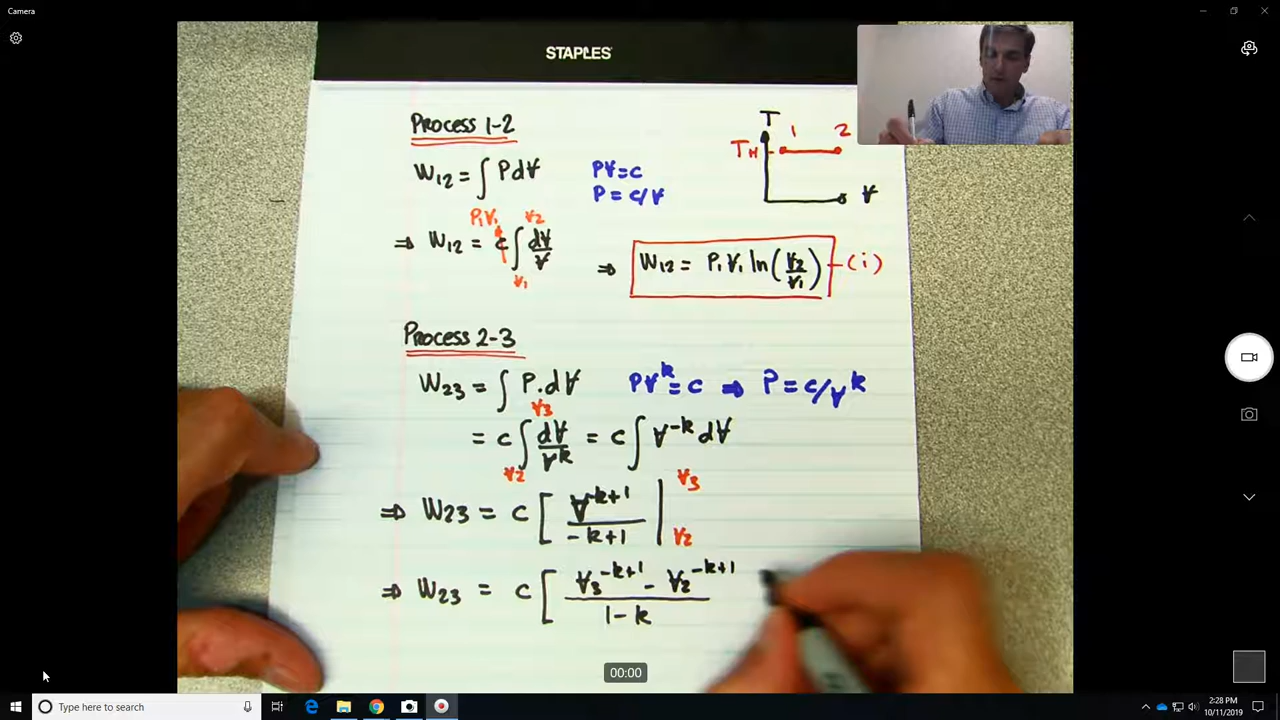 Camera
STAPLES
Process 1-2
W12 = ∫ PdV
PV=c
P = c/V
T
TH
1
2
V
P1V1
V2
⇒ W12 = c ∫ dV/V
V1
⇒ W12 = P1V1 ln(V2/V1) (i)
Process 2-3
W23 = ∫ P.dV
PV^k = c ⇒ P = c/V^k
V3
= c ∫ dV/V^k = c ∫ V^-k dV
V2
⇒ W23 = c [ V^-k+1 / -k+1 |
V3
V2
⇒ W23 = c [ V3^-k+1 - V2^-k+1 / 1-k
00:00
Type here to search
2:28 PM
10/11/2019